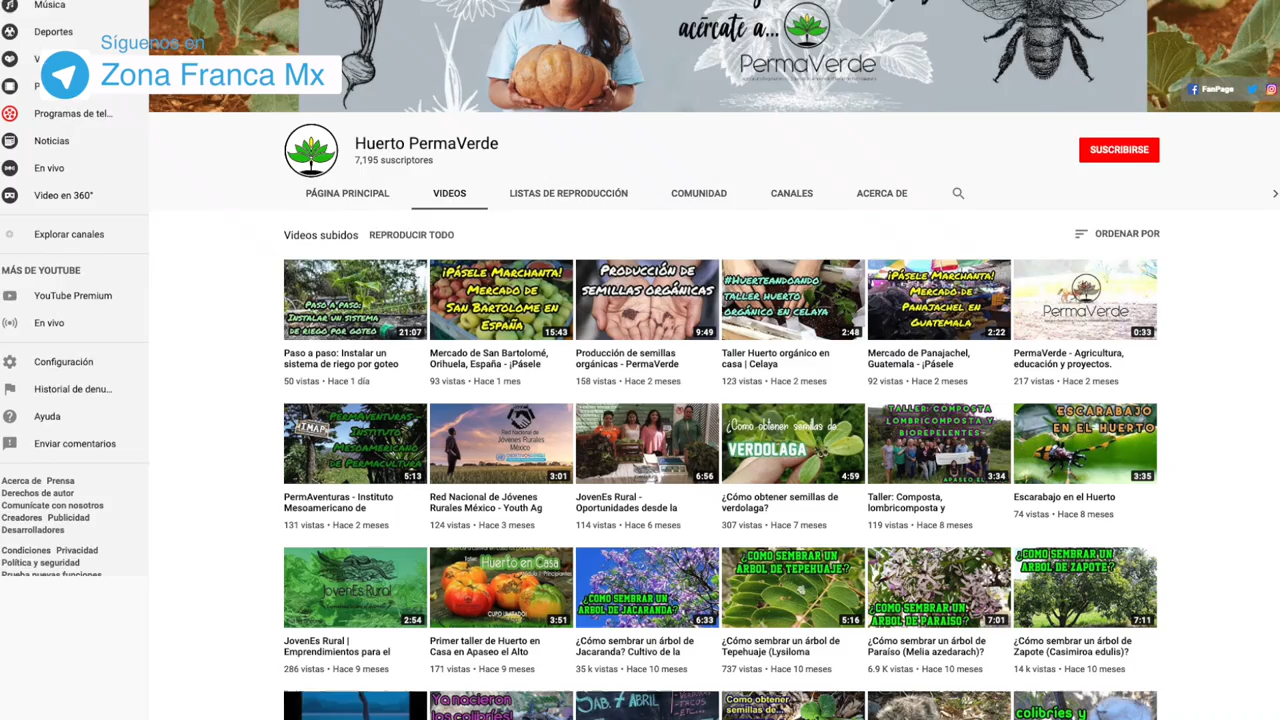 Música
Deportes
Síguenos en
Zona Franca Mx
Programas de tel...
Noticias
En vivo
Video en 360°
Explorar canales
MÁS DE YOUTUBE
YouTube Premium
En vivo
Configuración
Historial de denu...
Ayuda
Enviar comentarios
Acerca de Prensa
Derechos de autor
Comunícate con nosotros
Creadores Publicidad
Desarrolladores
Condiciones Privacidad
Política y seguridad
Prueba nuevas funciones
acércate a...
PermaVerde
FanPage
Huerto PermaVerde
7,195 suscriptores
SUSCRIBIRSE
PÁGINA PRINCIPAL VIDEOS LISTAS DE REPRODUCCIÓN COMUNIDAD CANALES ACERCA DE
Videos subidos REPRODUCIR TODO
ORDENAR POR
PASO A PASO:
INSTALAR UN SISTEMA
DE RIEGO POR GOTEO
21:07
¡PÁSELE MARCHANTA!
MERCADO DE
SAN BARTOLOME EN
ESPAÑA
15:43
PRODUCCIÓN DE
SEMILLAS ORGÁNICAS
9:49
#HUERTEANDOANDO
TALLER HUERTO
ORGÁNICO EN CELAYA
2:48
¡PÁSELE MARCHANTA!
MERCADO DE
PANAJACHEL EN
GUATEMALA
2:22
PermaVerde
0:33
Paso a paso: Instalar un
sistema de riego por goteo
50 vistas • Hace 1 día
Mercado de San Bartolomé,
Orihuela, España - ¡Pásele
93 vistas • Hace 1 mes
Producción de semillas
orgánicas - PermaVerde
158 vistas • Hace 2 meses
Taller Huerto orgánico en
casa | Celaya
123 vistas • Hace 2 meses
Mercado de Panajachel,
Guatemala - ¡Pásele
92 vistas • Hace 2 meses
PermaVerde - Agricultura,
educación y proyectos.
217 vistas • Hace 2 meses
PERMAVENTURAS -
INSTITUTO
MESOAMERICANO
DE PERMACULTURA
IMAP
5:13
Red Nacional de
Jóvenes Rurales
México
3:01
6:56
¿Cómo obtener semillas de...
VERDOLAGA
4:59
TALLER: COMPOSTA
LOMBRICOMPOSTA Y
BIOREPELENTES
APASEO EL
3:34
ESCARABAJO
EN EL HUERTO
3:35
PermAventuras - Instituto
Mesoamericano de
131 vistas • Hace 2 meses
Red Nacional de Jóvenes
Rurales México - Youth Ag
124 vistas • Hace 3 meses
JovenEs Rural -
Oportunidades desde la
114 vistas • Hace 6 meses
¿Cómo obtener semillas de
verdolaga?
307 vistas • Hace 7 meses
Taller: Composta,
lombricomposta y
119 vistas • Hace 8 meses
Escarabajo en el Huerto
74 vistas • Hace 8 meses
JovenEs Rural
2:54
Taller:
Huerto en Casa
CUPO LIMITADO!
3:51
¿CÓMO SEMBRAR UN
ÁRBOL DE JACARANDA?
6:33
¿CÓMO SEMBRAR UN
ÁRBOL DE TEPEHUAJE?
5:16
¿CÓMO SEMBRAR UN
ÁRBOL DE PARAÍSO?
7:01
¿CÓMO SEMBRAR UN
ÁRBOL DE ZAPOTE?
7:11
JovenEs Rural |
Emprendimientos para el
286 vistas • Hace 9 meses
Primer taller de Huerto en
Casa en Apaseo el Alto
171 vistas • Hace 9 meses
¿Cómo sembrar un árbol de
Jacaranda? Cultivo de la
35 k vistas • Hace 10 meses
¿Cómo sembrar un árbol de
Tepehuaje (Lysiloma
737 vistas • Hace 10 meses
¿Cómo sembrar un árbol de
Paraíso (Melia azedarach)?
6.9 K vistas • Hace 10 meses
¿Cómo sembrar un árbol de
Zapote (Casimiroa edulis)?
14 k vistas • Hace 10 meses
Ya nacieron
los colibríes!
SAB. 7 ABRIL
Cómo obtener
semillas de...
colibríes y